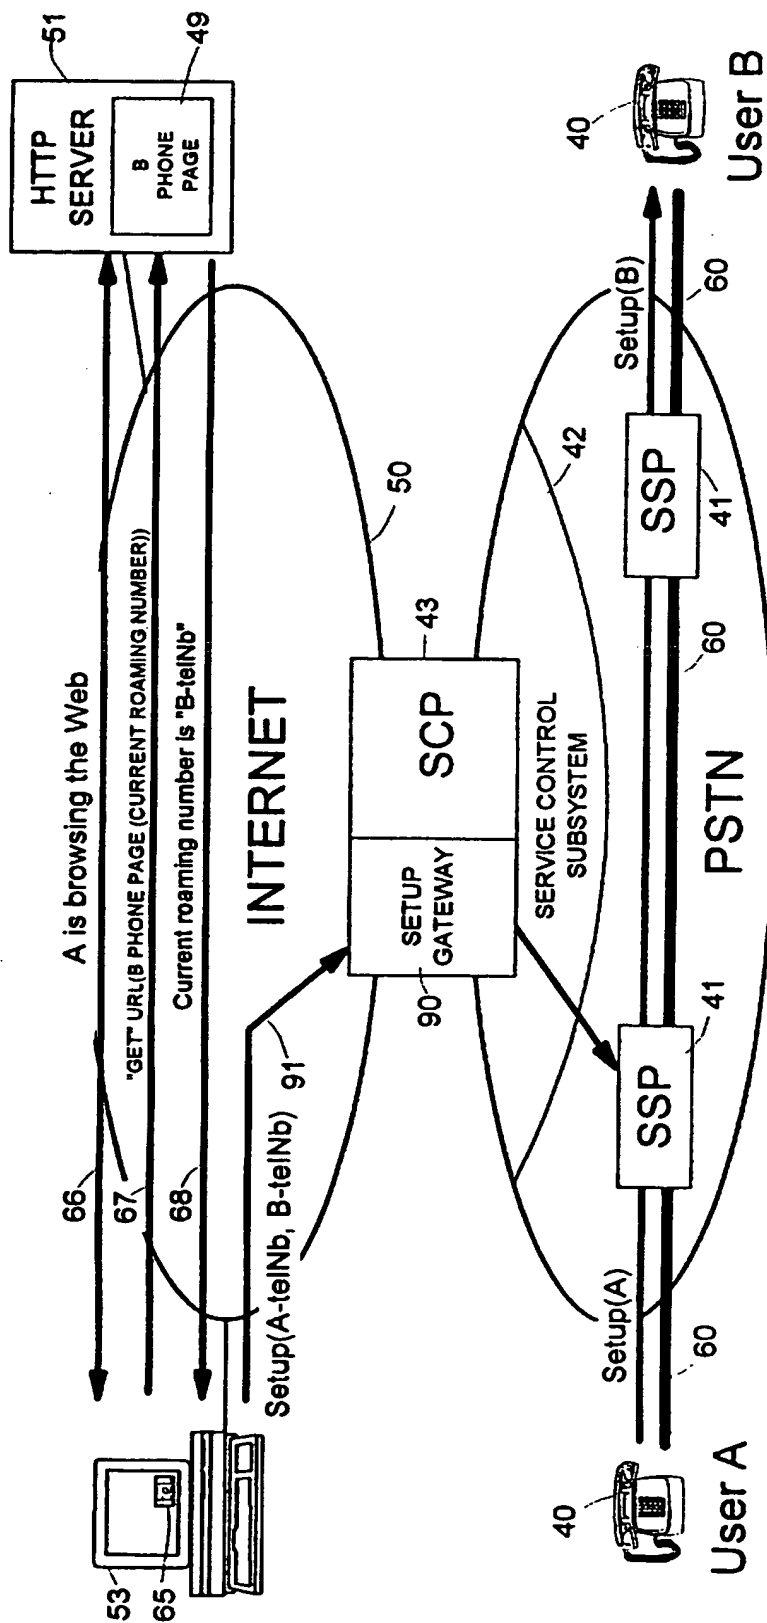 51
HTTP
SERVER
49
B
PHONE
PAGE
A is browsing the Web
66
"GET" URL(B PHONE PAGE (CURRENT ROAMING NUMBER))
67
Current roaming number is "B-telNb"
68
53
tel
65
INTERNET
50
Setup(A-telNb, B-telNb)
91
90
SETUP
GATEWAY
SCP
43
SERVICE CONTROL
SUBSYSTEM
42
40
User A
Setup(A)
60
SSP
41
60
PSTN
SSP
41
Setup(B)
60
40
User B